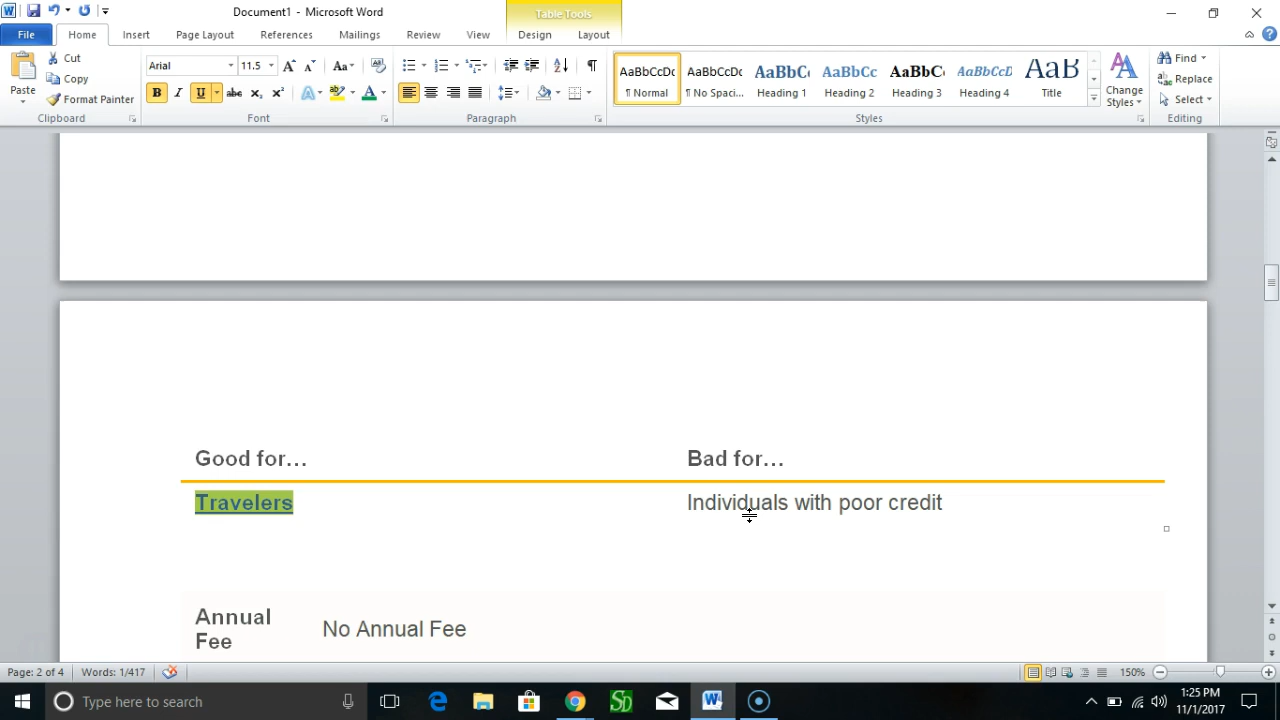 Document1 - Microsoft Word
Table Tools
File Home Insert Page Layout References Mailings Review View Design Layout
Paste
Cut
Copy
Format Painter
Clipboard
Arial 11.5
Font
Paragraph
AaBbCcDc AaBbCcDc AaBbC AaBbCc AaBbC AaBbCcD AaB
¶ Normal ¶ No Spaci... Heading 1 Heading 2 Heading 3 Heading 4 Title
Change
Styles
Styles
Find
Replace
Select
Editing
Good for… Bad for…
Travelers Individuals with poor credit
Annual
Fee
No Annual Fee
Page: 2 of 4 Words: 1/417 150%
Type here to search
1:25 PM
11/1/2017